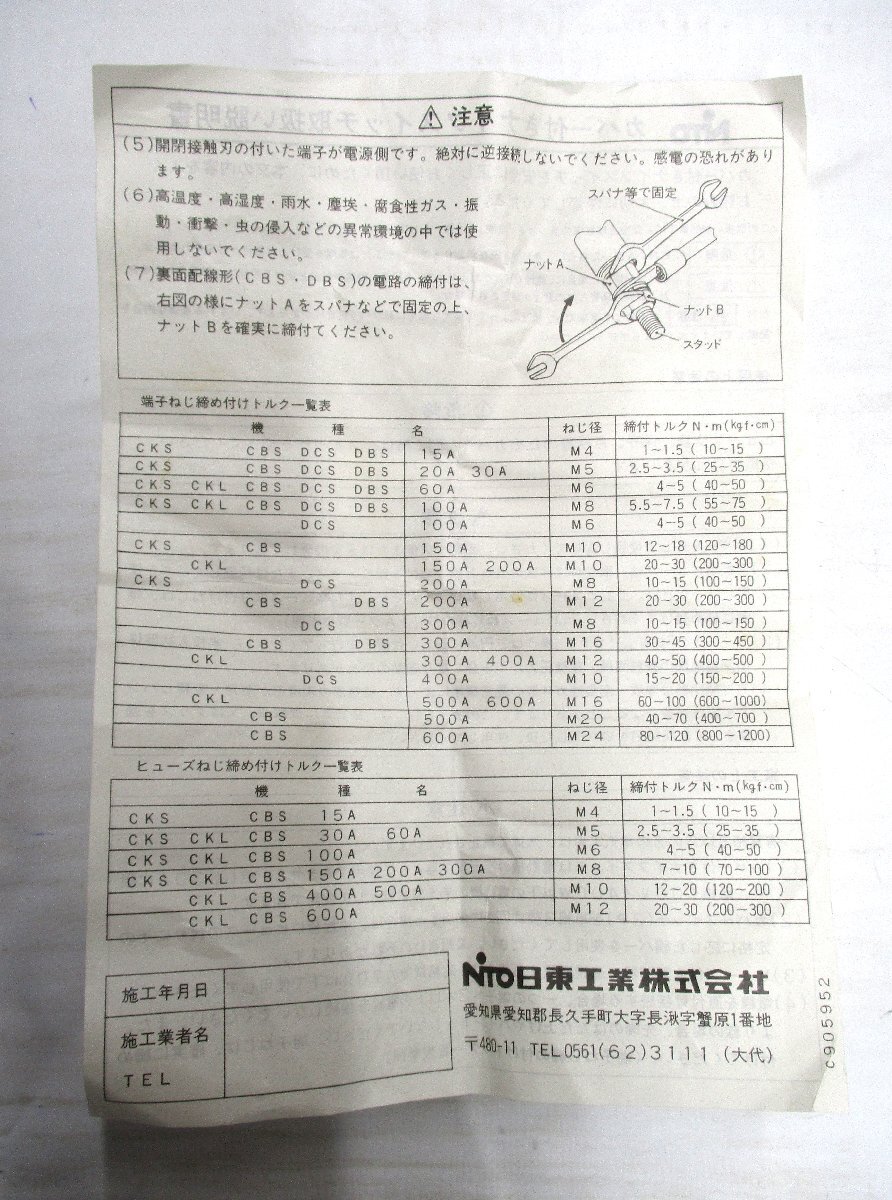 ⚠ 注意
(5)開閉接触刃の付いた端子が電源側です。絶対に逆接続しないでください。感電の恐れがあり
ます。
(6)高温度・高湿度・雨水・塵埃・腐食性ガス・振
動・衝撃・虫の侵入などの異常環境の中では使
用しないでください。
(7)裏面配線形(CBS・DBS)の電路の締付は、
右図の様にナットAをスパナなどで固定の上、
ナットBを確実に締付てください。
スパナ等で固定
ナットA
ナットB
スタッド
端子ねじ締め付けトルク一覧表
機 種 名 ねじ径 締付トルクN・m(kgf・cm)
CKS CBS DCS DBS 15A M4 1~1.5 (10~15)
CKS CBS DCS DBS 20A 30A M5 2.5~3.5 (25~35)
CKS CKL CBS DCS DBS 60A M6 4~5 (40~50)
CKS CKL CBS DCS DBS 100A M8 5.5~7.5 (55~75)
DCS 100A M6 4~5 (40~50)
CKS CBS 150A M10 12~18 (120~180)
CKL 150A 200A M10 20~30 (200~300)
CKS DCS 200A M8 10~15 (100~150)
CBS DBS 200A M12 20~30 (200~300)
DCS 300A M8 10~15 (100~150)
CBS DBS 300A M16 30~45 (300~450)
CKL 300A 400A M12 40~50 (400~500)
DCS 400A M10 15~20 (150~200)
CKL 500A 600A M16 60~100 (600~1000)
CBS 500A M20 40~70 (400~700)
CBS 600A M24 80~120 (800~1200)
ヒューズねじ締め付けトルク一覧表
機 種 名 ねじ径 締付トルクN・m(kgf・cm)
CKS CBS 15A M4 1~1.5 (10~15)
CKS CKL CBS 30A 60A M5 2.5~3.5 (25~35)
CKS CKL CBS 100A M6 4~5 (40~50)
CKS CKL CBS 150A 200A 300A M8 7~10 (70~100)
CKL CBS 400A 500A M10 12~20 (120~200)
CKL CBS 600A M12 20~30 (200~300)
施工年月日
施工業者名
TEL
NITO日東工業株式会社
愛知県愛知郡長久手町大字長湫字蟹原1番地
〒480-11 TEL0561(62)3111(大代)
C905952